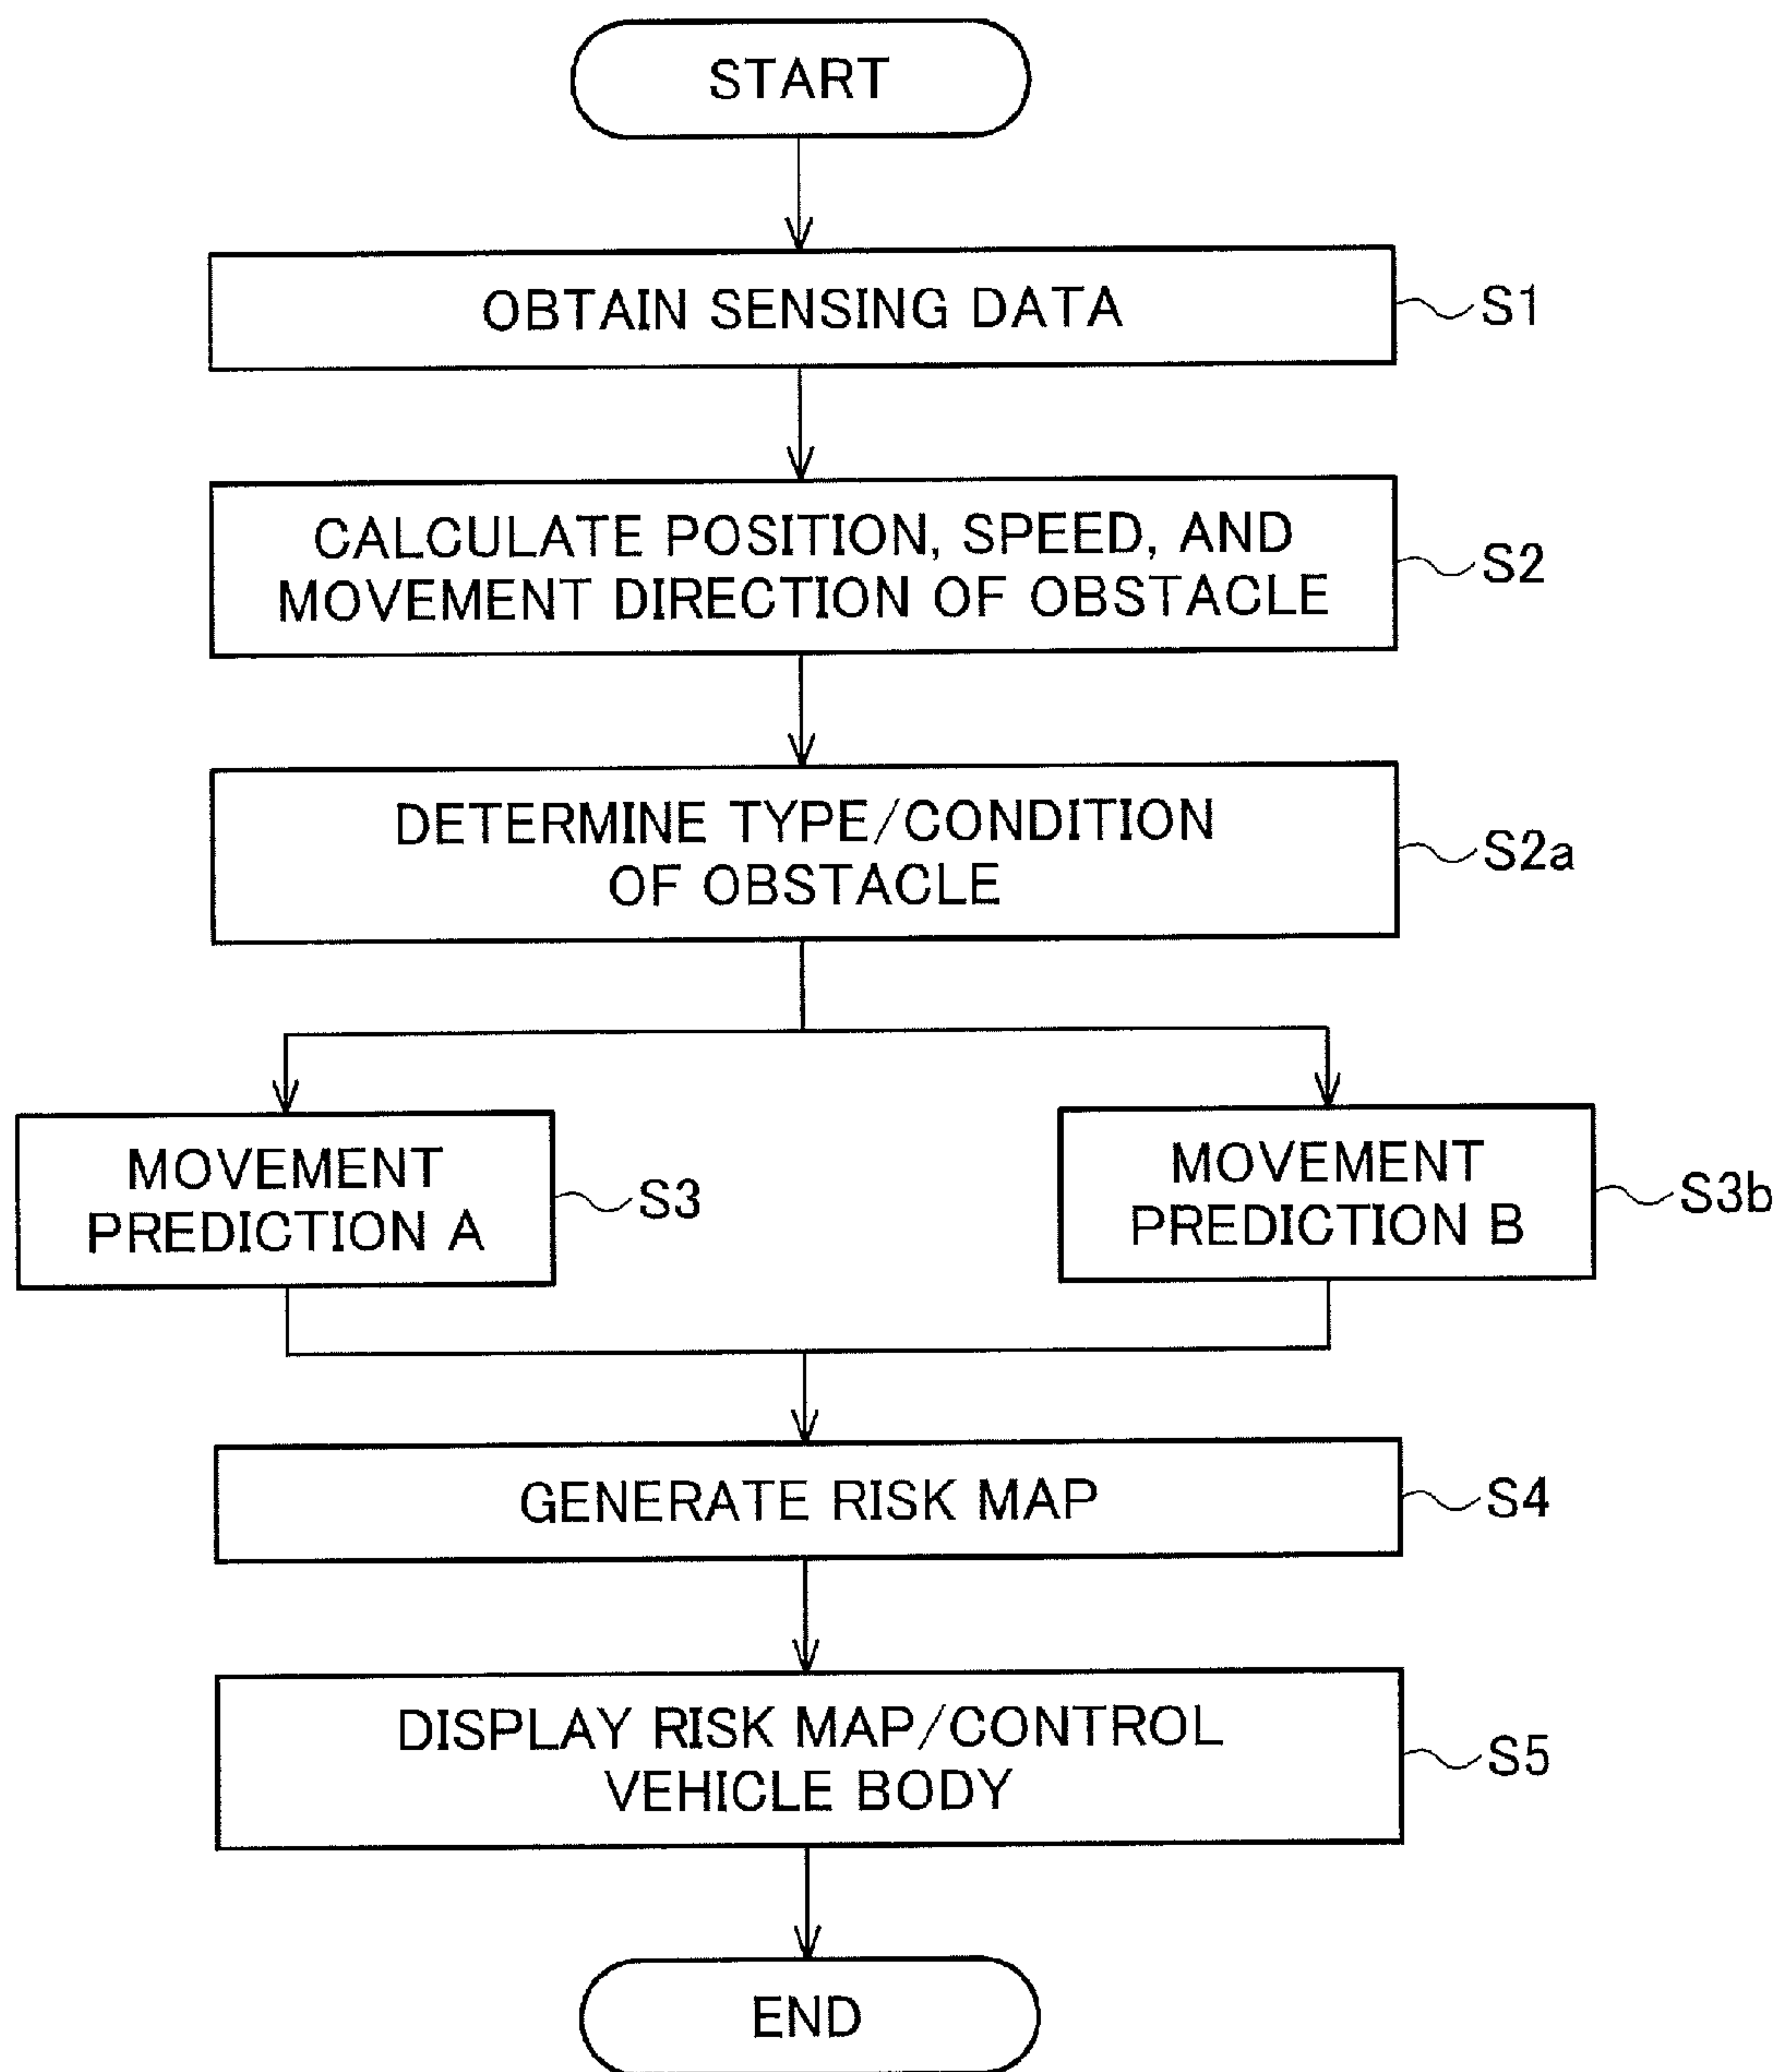 START
OBTAIN SENSING DATA
S1
CALCULATE POSITION, SPEED, AND
MOVEMENT DIRECTION OF OBSTACLE
S2
DETERMINE TYPE/CONDITION
OF OBSTACLE
S2a
MOVEMENT
PREDICTION A
S3
MOVEMENT
PREDICTION B
S3b
GENERATE RISK MAP
S4
DISPLAY RISK MAP/CONTROL
VEHICLE BODY
S5
END